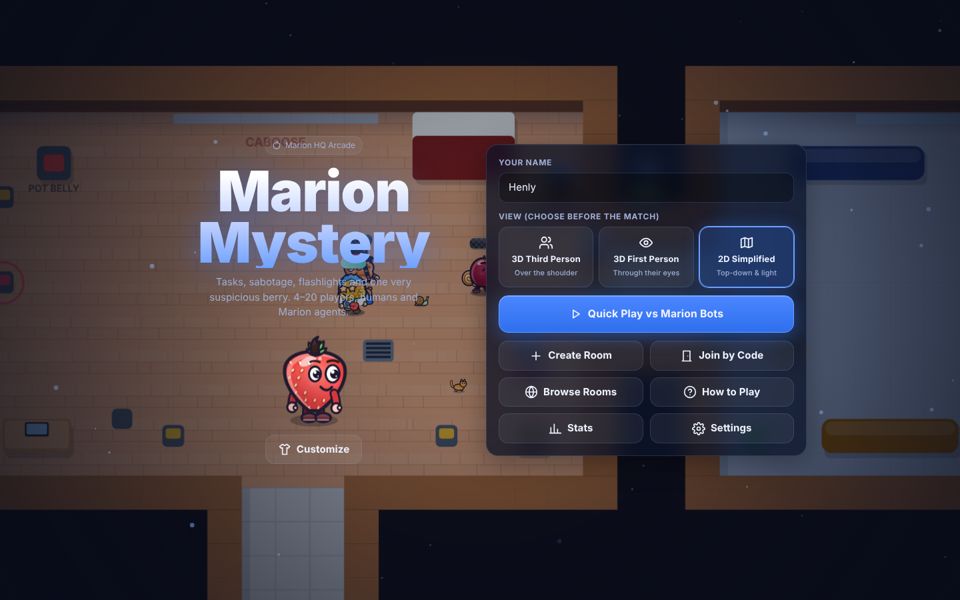 CABOOSE
Marion HQ Arcade
POT BELLY
Marion
Mystery
Tasks, sabotage, flashlights and one very
suspicious berry. 4–20 players, humans and
Marion agents.
Customize
YOUR NAME
Henly
VIEW (CHOOSE BEFORE THE MATCH)
3D Third Person
Over the shoulder
3D First Person
Through their eyes
2D Simplified
Top-down & light
Quick Play vs Marion Bots
Create Room
Join by Code
Browse Rooms
How to Play
Stats
Settings